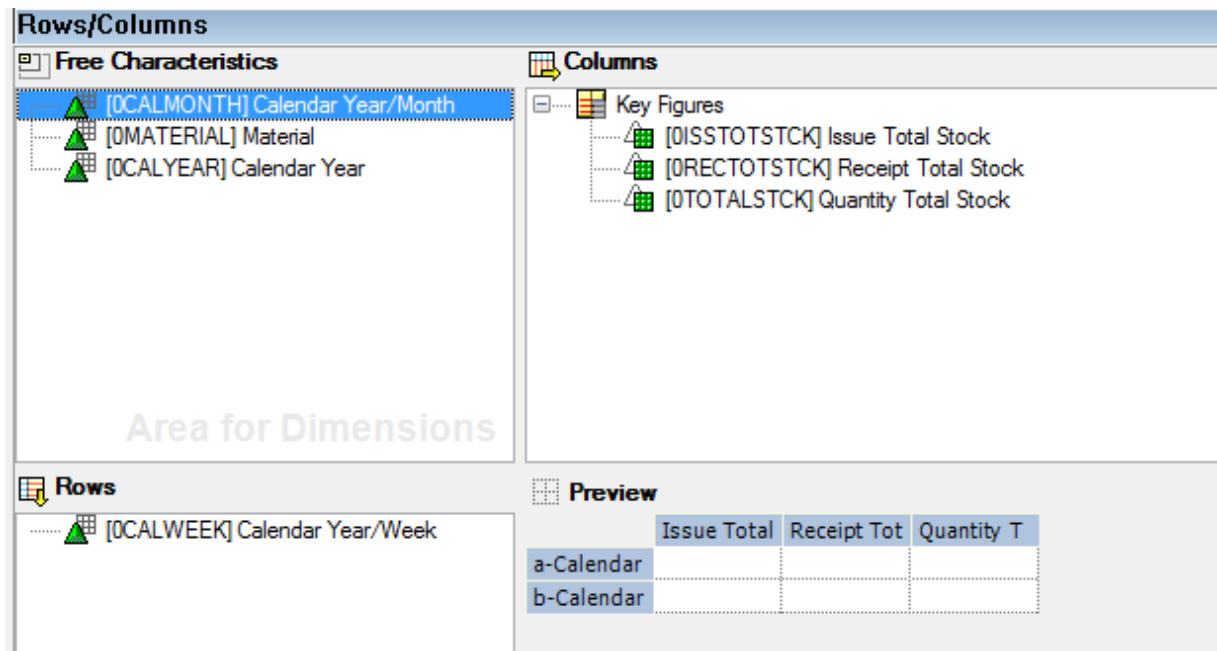 Rows/Columns
Free Characteristics
[0CALMONTH] Calendar Year/Month
[0MATERIAL] Material
[0CALYEAR] Calendar Year
Area for Dimensions
Columns
Key Figures
[0ISSTOTSTCK] Issue Total Stock
[0RECTOTSTCK] Receipt Total Stock
[0TOTALSTCK] Quantity Total Stock
Rows
[0CALWEEK] Calendar Year/Week
Preview
Issue Total Receipt Tot Quantity T
a-Calendar
b-Calendar